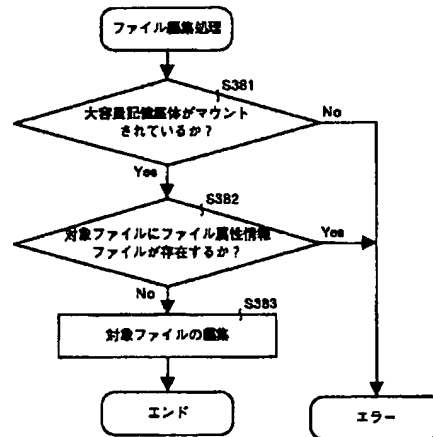 ファイル編集処理
S381
大容量記憶媒体がマウント
されているか？
No
Yes
S382
対象ファイルにファイル属性情報
ファイルが存在するか？
Yes
No
S383
対象ファイルの編集
エンド
エラー